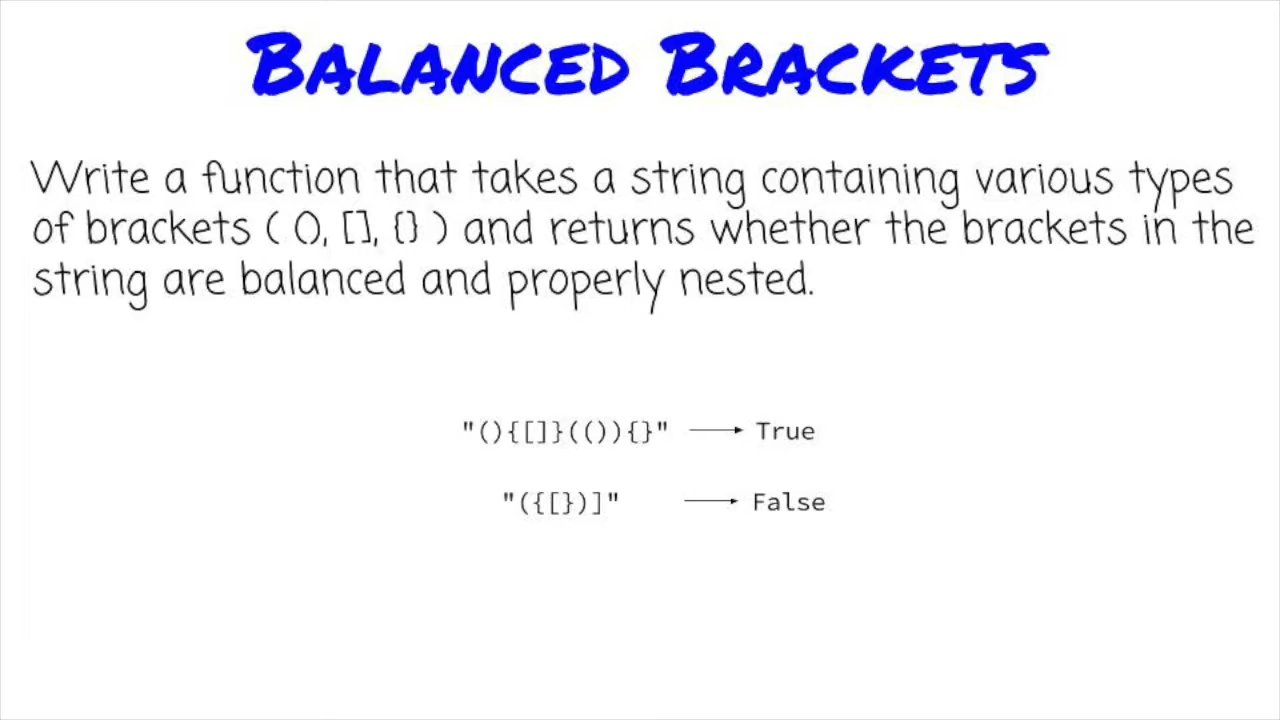 BALANCED BRACKETS
Write a function that takes a string containing various types
of brackets ( (), [], {} ) and returns whether the brackets in the
string are balanced and properly nested.
"(){[]}(()){}" → True
"({[})]" → False